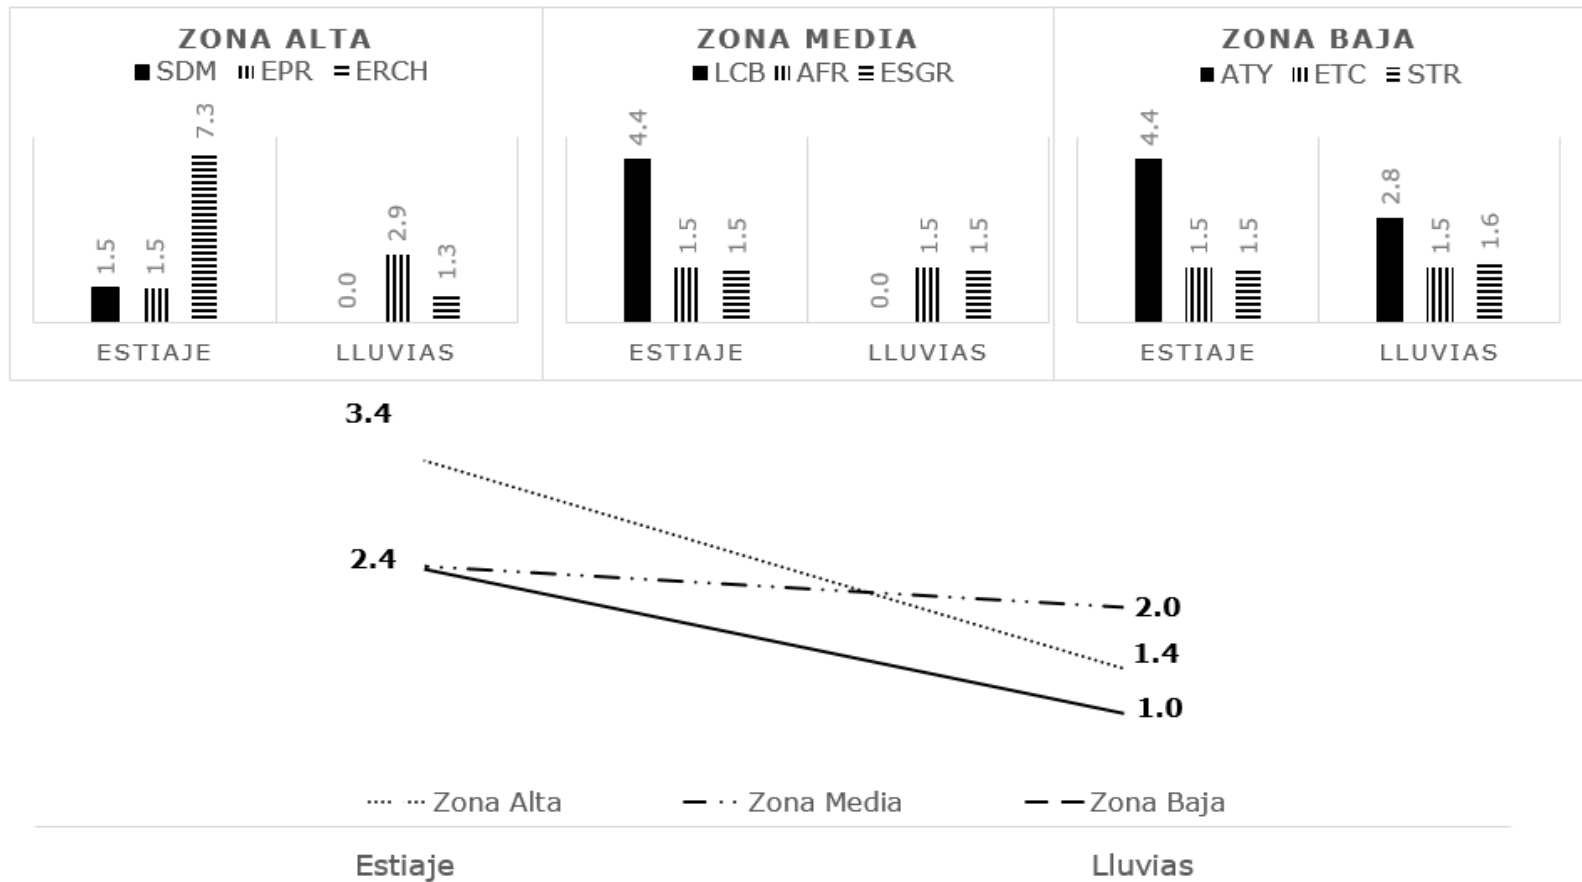 ZONA ALTA
SDM EPR ERCH
1.5 1.5 7.3 0.0 2.9 1.3
ESTIAJE LLUVIAS
ZONA MEDIA
LCB AFR ESGR
4.4 1.5 1.5 0.0 1.5 1.5
ESTIAJE LLUVIAS
ZONA BAJA
ATY ETC STR
4.4 1.5 1.5 2.8 1.5 1.6
ESTIAJE LLUVIAS
3.4
2.4
2.0
1.4
1.0
Zona Alta Zona Media Zona Baja
Estiaje Lluvias